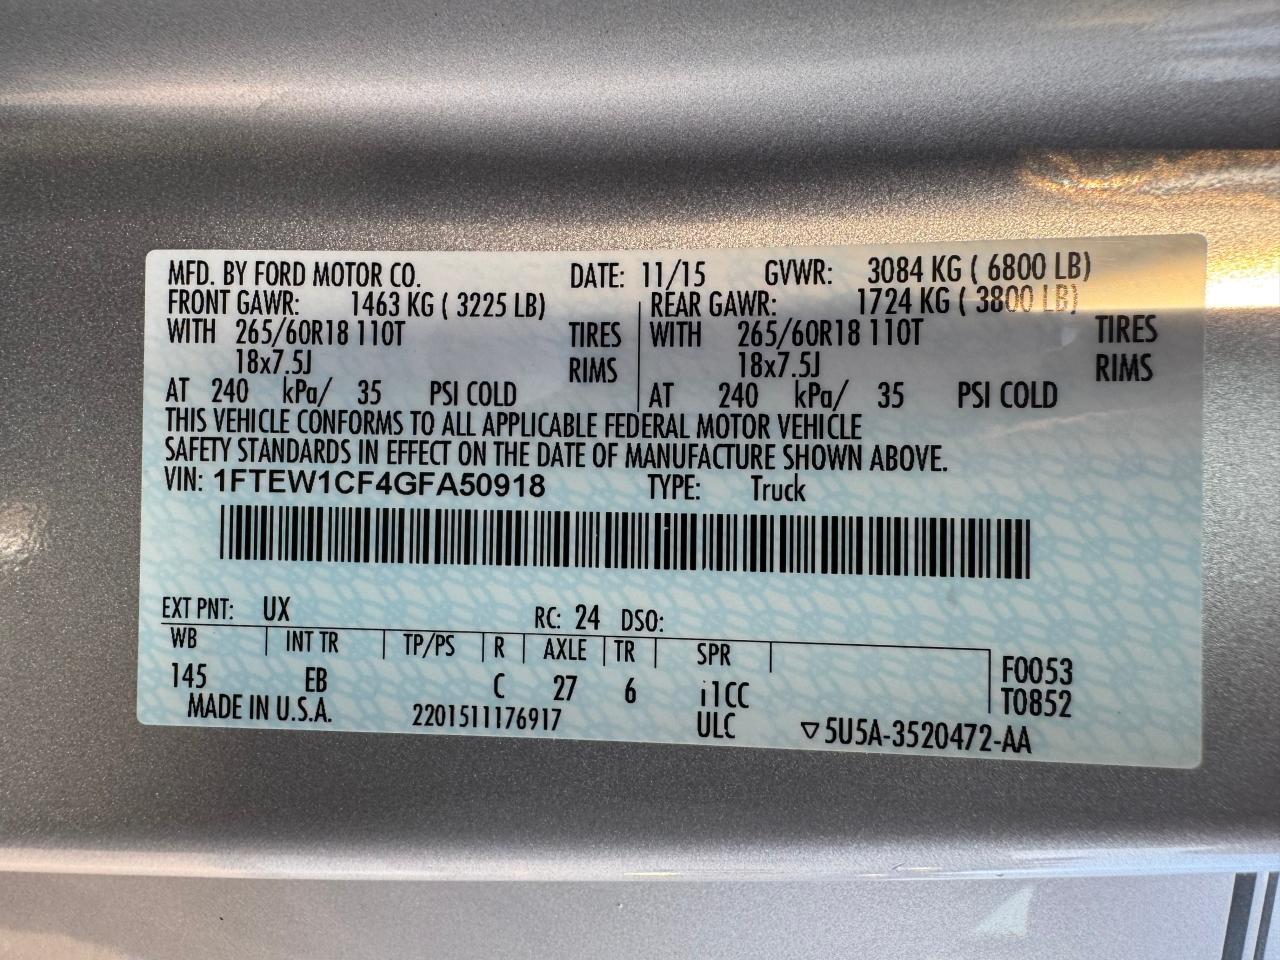 MFD. BY FORD MOTOR CO. DATE: 11/15 GVWR: 3084 KG ( 6800 LB)
FRONT GAWR: 1463 KG ( 3225 LB) REAR GAWR: 1724 KG ( 3800 LB)
WITH 265/60R18 110T TIRES WITH 265/60R18 110T TIRES
18x7.5J RIMS 18x7.5J RIMS
AT 240 kPa/ 35 PSI COLD AT 240 kPa/ 35 PSI COLD
THIS VEHICLE CONFORMS TO ALL APPLICABLE FEDERAL MOTOR VEHICLE
SAFETY STANDARDS IN EFFECT ON THE DATE OF MANUFACTURE SHOWN ABOVE.
VIN: 1FTEW1CF4GFA50918 TYPE: Truck
EXT PNT: UX RC: 24 DSO:
WB INT TR TP/PS R AXLE TR SPR
145 EB C 27 6 i1CC F0053
T0852
MADE IN U.S.A. 2201511176917 ULC ▽5U5A-3520472-AA